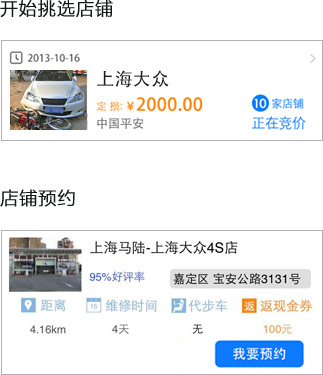 开始挑选店铺
2013-10-16
上海大众
定损:¥2000.00
10 家店铺
中国平安
正在竞价
店铺预约
上海马陆-上海大众4S店
95%好评率
嘉定区 宝安公路3131号
距离 15 维修时间 代步车 返 返现金券
4.16km 4天 无 100元
我要预约